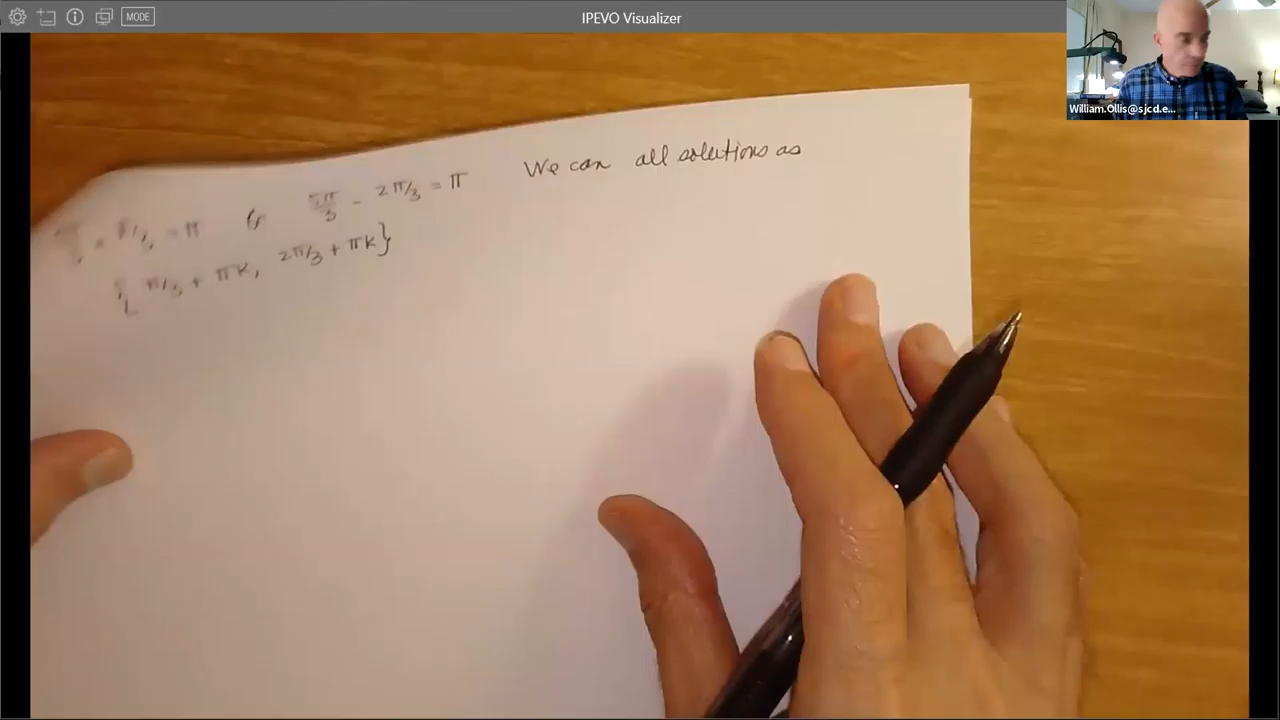 MODE
IPEVO Visualizer
William.Ollis@sjcd.e...
We can all solutions as
= π & 5π/3 - 2π/3 = π
{ π/3 + πk, 2π/3 + πk}